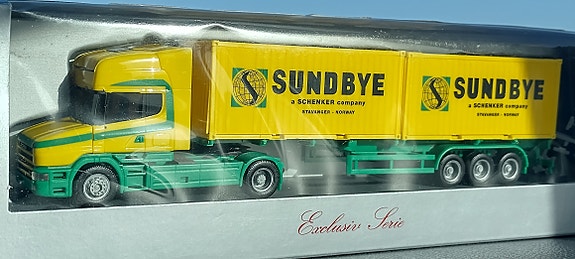 SUNDBYE
a SCHENKER company
STAVANGER - NORWAY
SUNDBYE
a SCHENKER company
STAVANGER - NORWAY
Exclusiv Serie